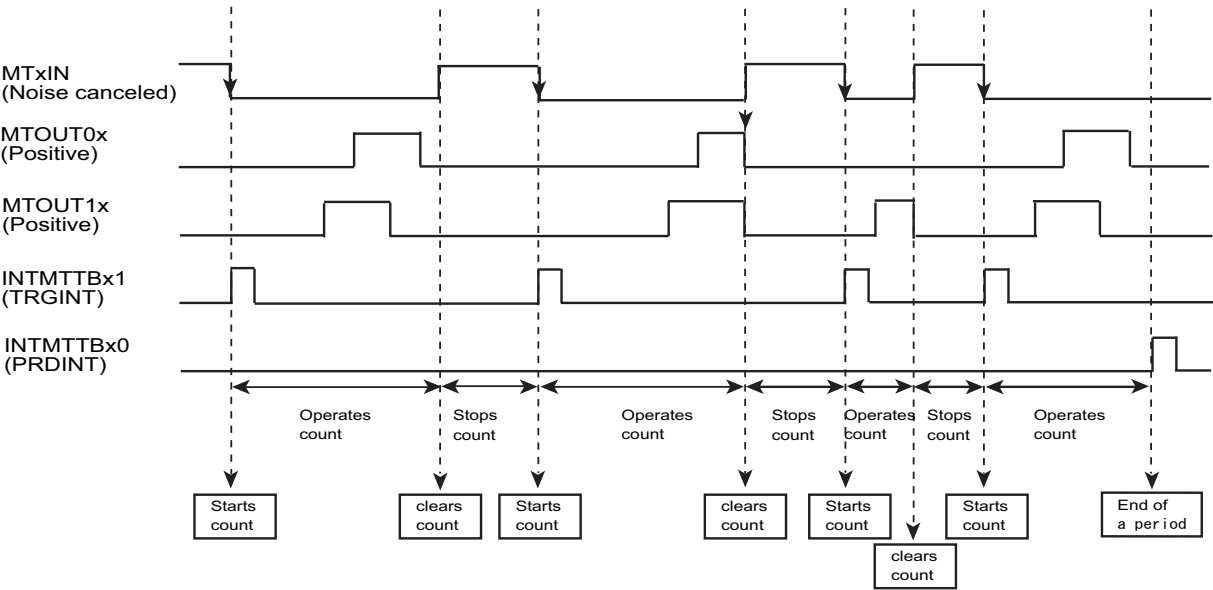 MTxIN
(Noise canceled)
MTOUT0x
(Positive)
MTOUT1x
(Positive)
INTMTTBx1
(TRGINT)
INTMTTBx0
(PRDINT)
Operates
count
Stops
count
Operates
count
Stops
count
Operates
count
Stops
count
Operates
count
Starts
count
clears
count
Starts
count
clears
count
Starts
count
clears
count
Starts
count
End of
a period